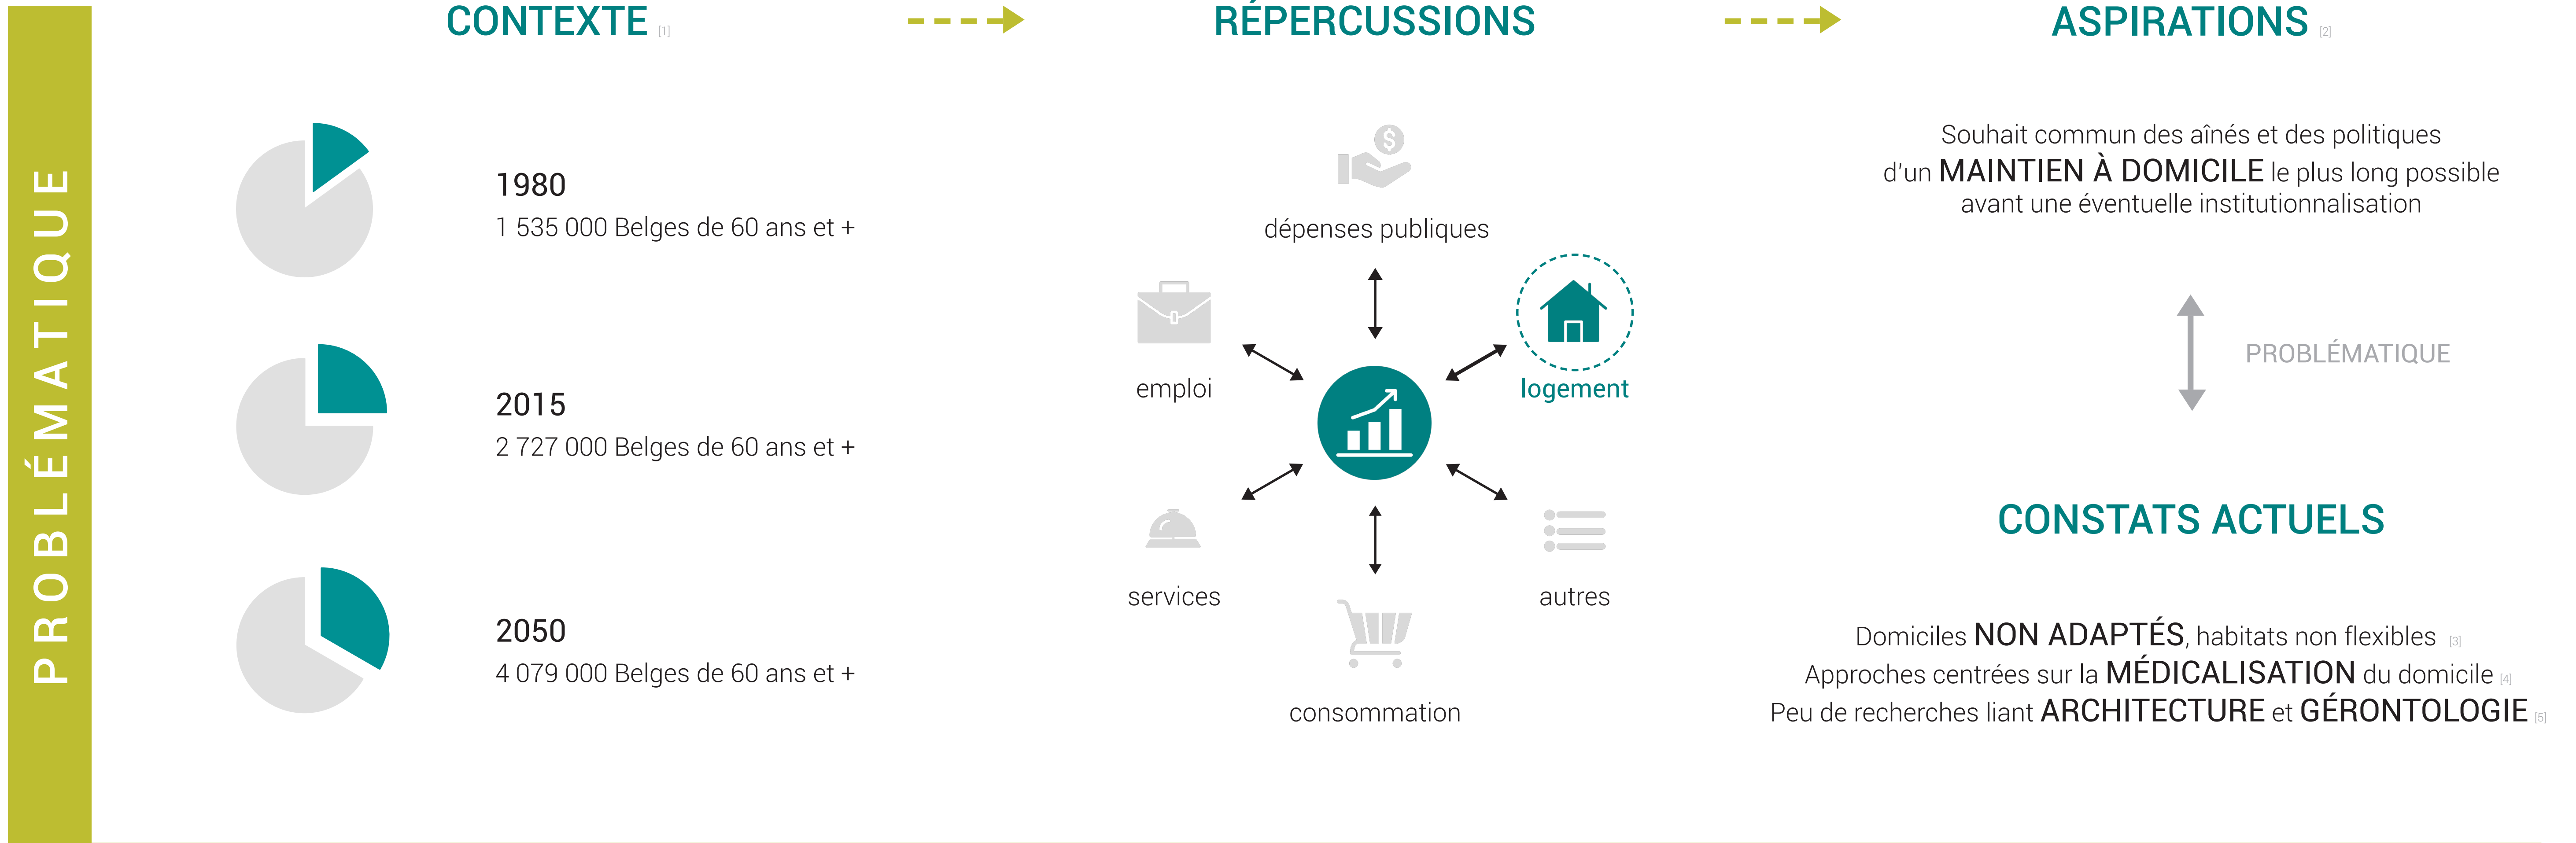 PROBLÉMATIQUE
CONTEXTE [1]
1980
1 535 000 Belges de 60 ans et +
2015
2 727 000 Belges de 60 ans et +
2050
4 079 000 Belges de 60 ans et +
RÉPERCUSSIONS
$
dépenses publiques
emploi
logement
services
autres
consommation
ASPIRATIONS [2]
Souhait commun des aînés et des politiques
d'un MAINTIEN À DOMICILE le plus long possible
avant une éventuelle institutionnalisation
PROBLÉMATIQUE
CONSTATS ACTUELS
Domiciles NON ADAPTÉS, habitats non flexibles [3]
Approches centrées sur la MÉDICALISATION du domicile [4]
Peu de recherches liant ARCHITECTURE et GÉRONTOLOGIE [5]